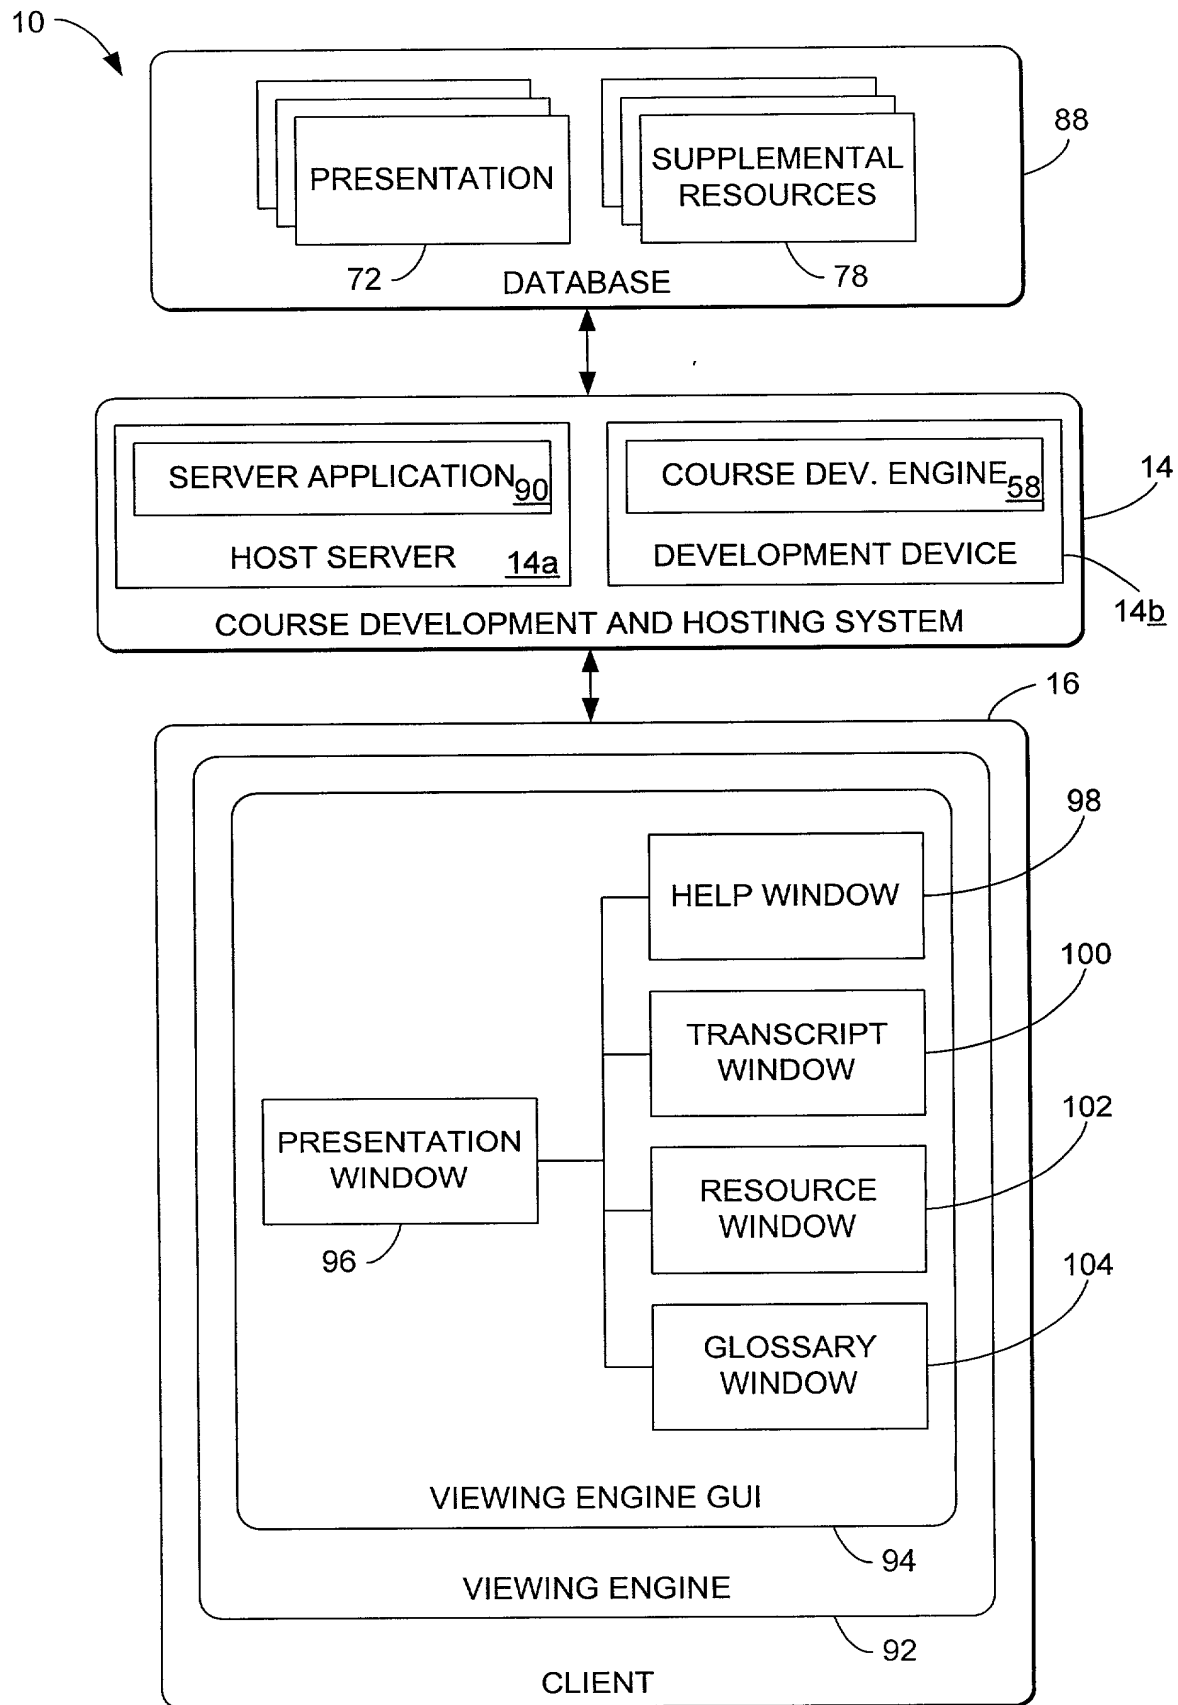 10
PRESENTATION
SUPPLEMENTAL
RESOURCES
88
72
78
DATABASE
SERVER APPLICATION 90
COURSE DEV. ENGINE 58
14
HOST SERVER 14a
DEVELOPMENT DEVICE
14b
COURSE DEVELOPMENT AND HOSTING SYSTEM
16
98
HELP WINDOW
100
TRANSCRIPT
WINDOW
102
PRESENTATION
WINDOW
RESOURCE
WINDOW
96
104
GLOSSARY
WINDOW
VIEWING ENGINE GUI
94
VIEWING ENGINE
92
CLIENT